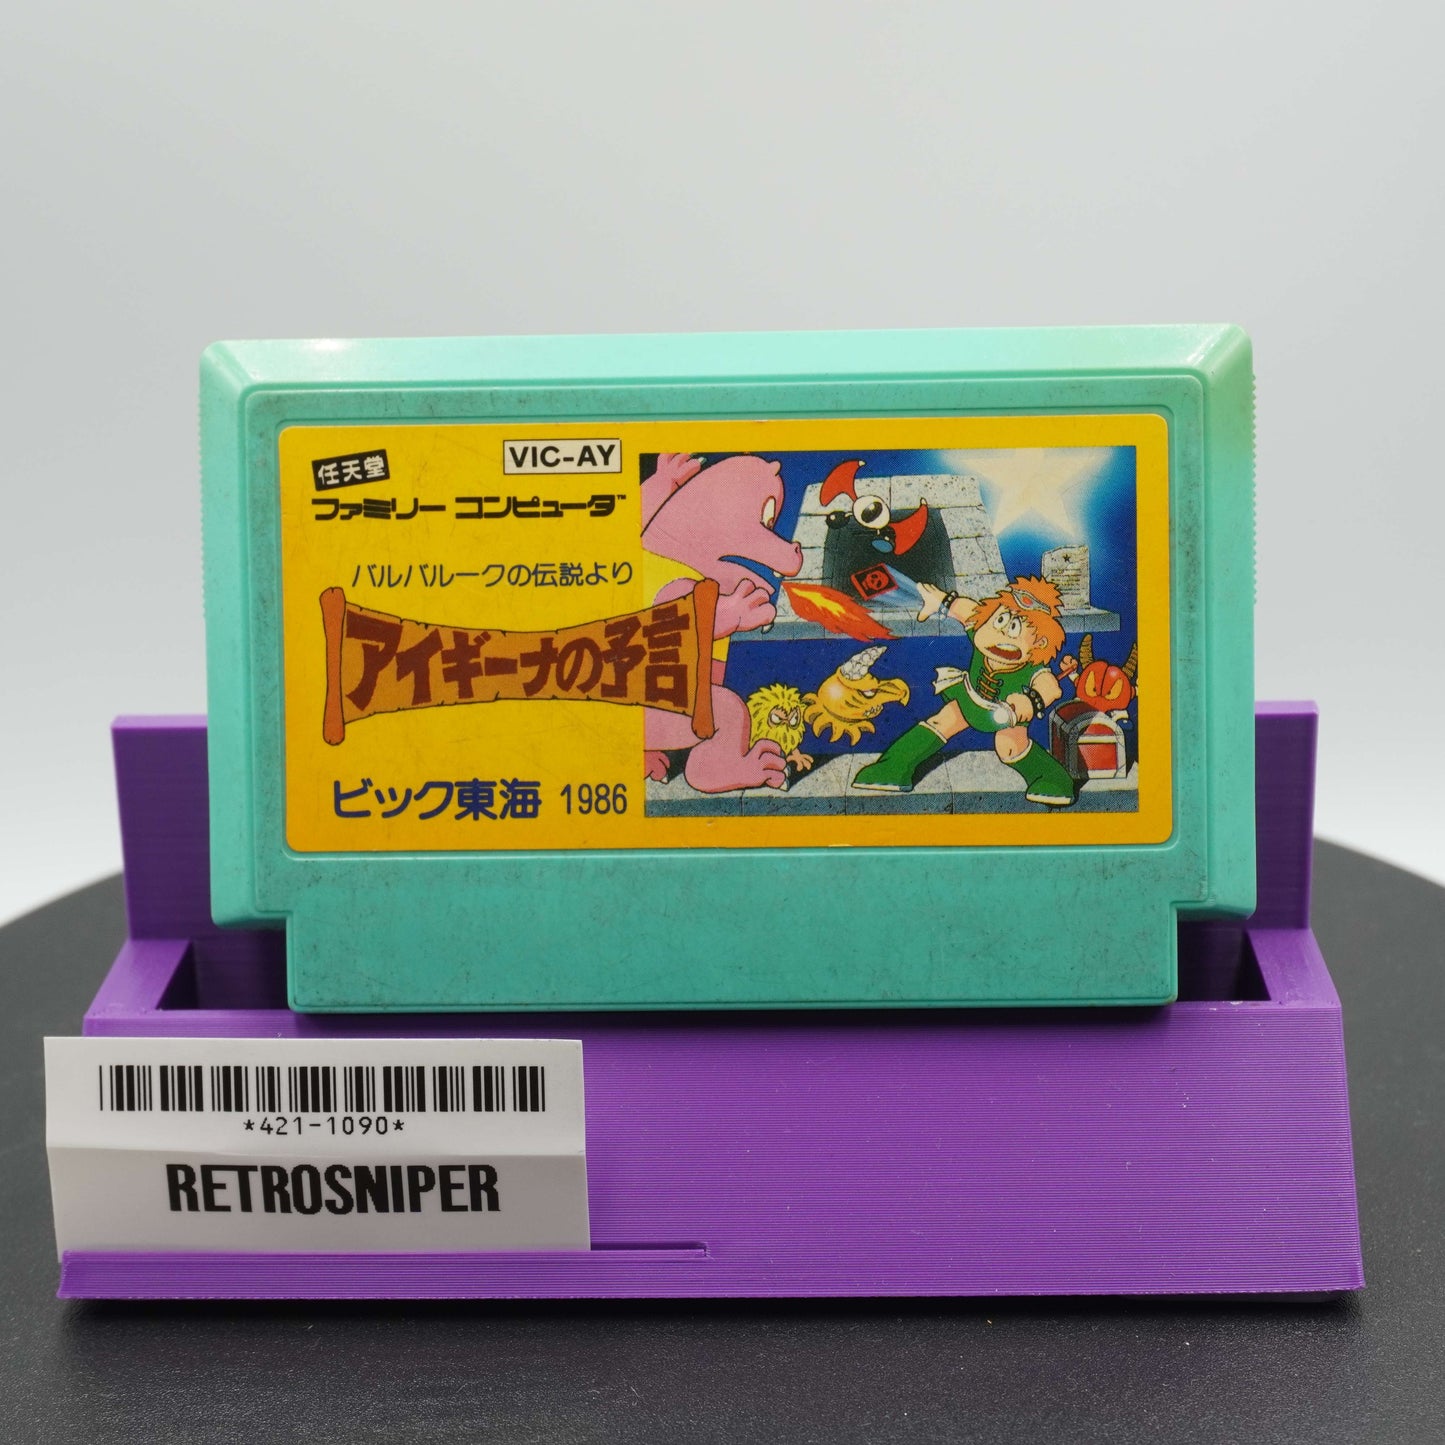 任天堂
VIC-AY
ファミリー コンピュータ™
バルバルークの伝説より
アイギーナの予言
ビック東海 1986
*421-1090*
RETROSNIPER